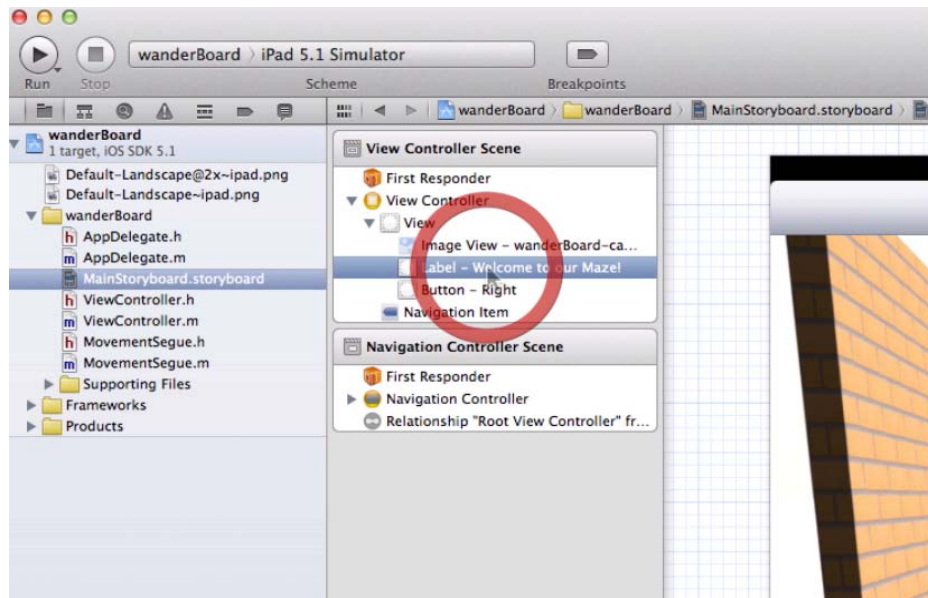 wanderBoard 〉 iPad 5.1 Simulator
Run Stop Scheme Breakpoints
wanderBoard 〉 wanderBoard 〉 MainStoryboard.storyboard 〉
wanderBoard
1 target, iOS SDK 5.1
Default-Landscape@2x~ipad.png
Default-Landscape~ipad.png
wanderBoard
AppDelegate.h
AppDelegate.m
MainStoryboard.storyboard
ViewController.h
ViewController.m
MovementSegue.h
MovementSegue.m
Supporting Files
Frameworks
Products
View Controller Scene
First Responder
View Controller
View
Image View – wanderBoard-ca...
Label – Welcome to our Maze!
Button – Right
Navigation Item
Navigation Controller Scene
First Responder
Navigation Controller
Relationship "Root View Controller" fr...